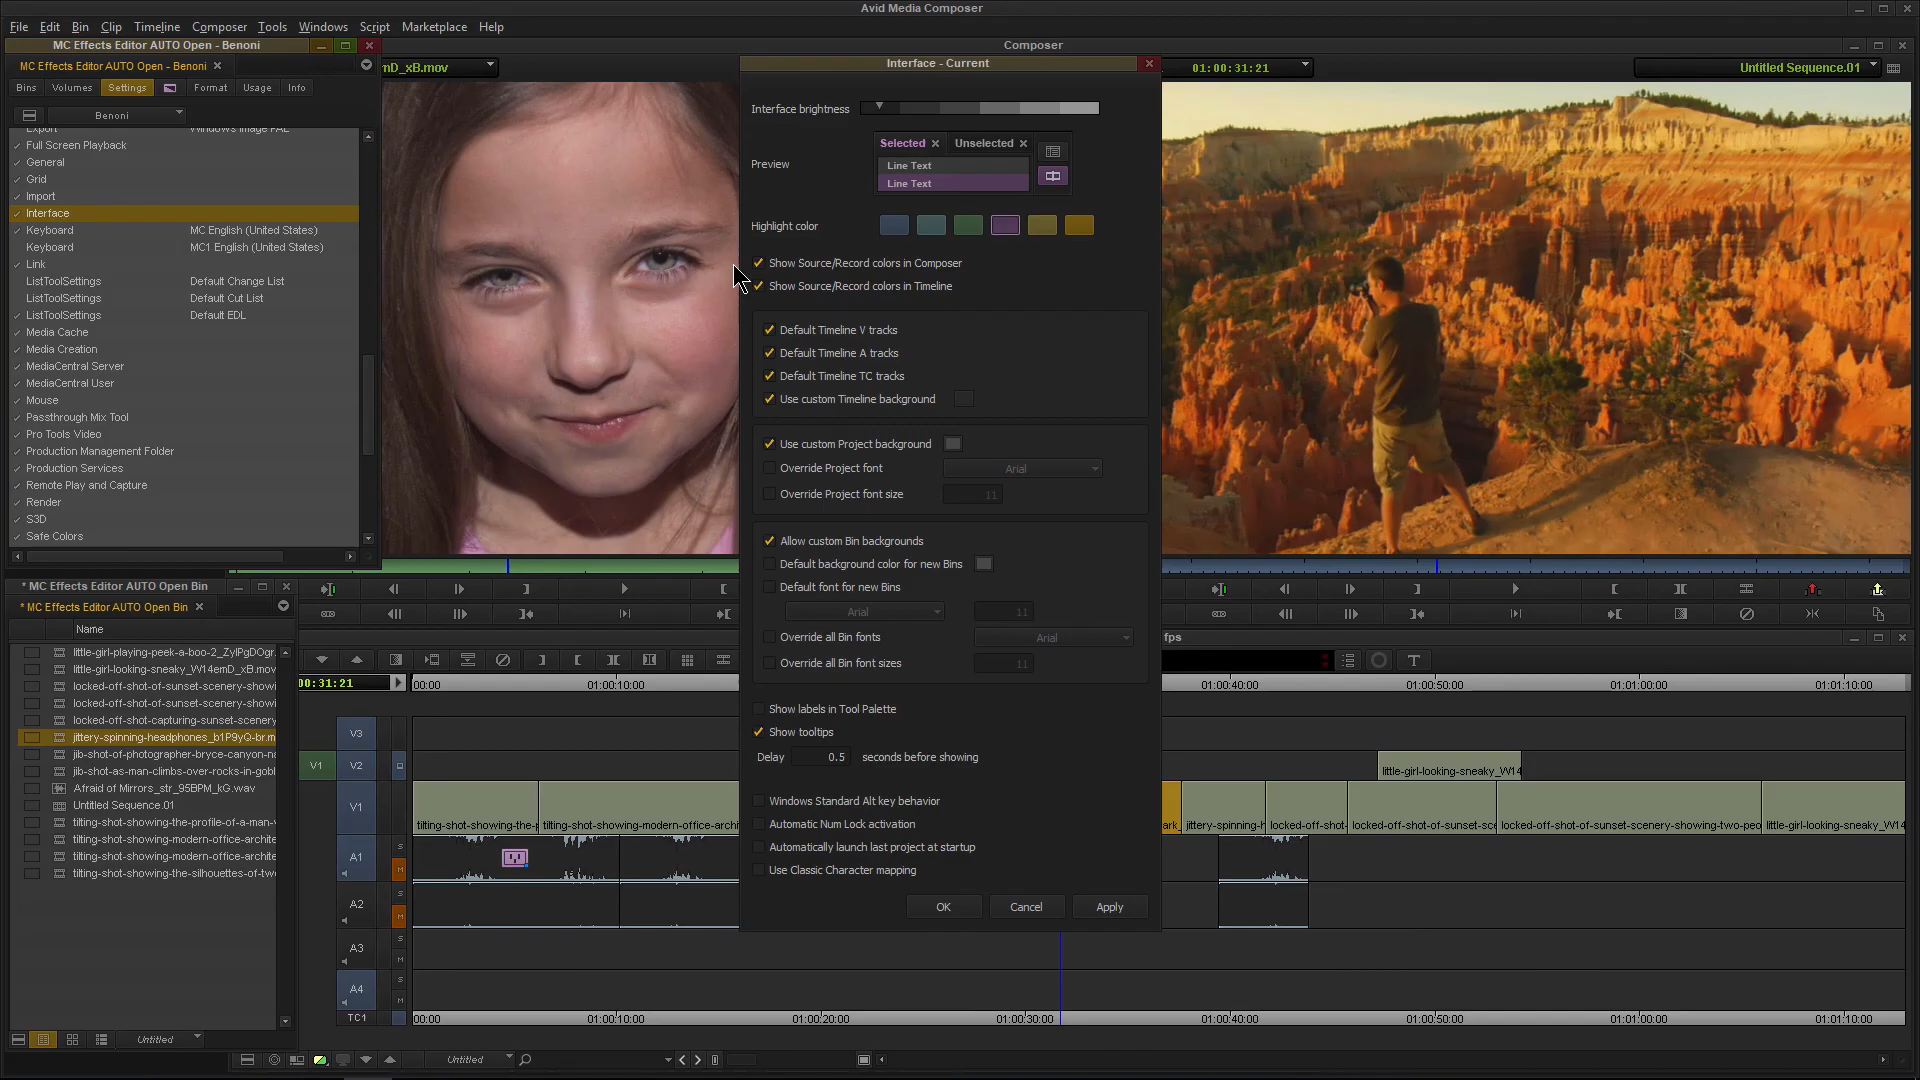 Avid Media Composer
File Edit Bin Clip Timeline Composer Tools Windows Script Marketplace Help
MC Effects Editor AUTO Open - Benoni
MC Effects Editor AUTO Open - Benoni
Bins Volumes Settings Format Usage Info
Benoni
Full Screen Playback
General
Grid
Import
Interface
Keyboard MC English (United States)
Keyboard MC1 English (United States)
Link
ListToolSettings Default Change List
ListToolSettings Default Cut List
ListToolSettings Default EDL
Media Cache
Media Creation
MediaCentral Server
MediaCentral User
Mouse
Passthrough Mix Tool
Pro Tools Video
Production Management Folder
Production Services
Remote Play and Capture
Render
S3D
Safe Colors
Composer
nD_xB.mov
01:00:31:21
Untitled Sequence.01
Interface - Current
Interface brightness
Preview
Selected Unselected
Line Text
Line Text
Highlight color
Show Source/Record colors in Composer
Show Source/Record colors in Timeline
Default Timeline V tracks
Default Timeline A tracks
Default Timeline TC tracks
Use custom Timeline background
Use custom Project background
Override Project font Arial
Override Project font size 11
Allow custom Bin backgrounds
Default background color for new Bins
Default font for new Bins
Arial 11
Override all Bin fonts Arial
Override all Bin font sizes 11
Show labels in Tool Palette
Show tooltips
Delay 0.5 seconds before showing
Windows Standard Alt key behavior
Automatic Num Lock activation
Automatically launch last project at startup
Use Classic Character mapping
OK Cancel Apply
* MC Effects Editor AUTO Open Bin
* MC Effects Editor AUTO Open Bin
Name
little-girl-playing-peek-a-boo-2_ZylPgDOgr.
little-girl-looking-sneaky_W14emD_xB.mov
locked-off-shot-of-sunset-scenery-showi
locked-off-shot-of-sunset-scenery-showi
locked-off-shot-capturing-sunset-scenery
jittery-spinning-headphones_b1P9yQ-br.m
jib-shot-of-photographer-bryce-canyon-na
jib-shot-as-man-climbs-over-rocks-in-gobl
Afraid of Mirrors_str_95BPM_kG.wav
Untitled Sequence.01
tilting-shot-showing-the-profile-of-a-man-
tilting-shot-showing-modern-office-archite
tilting-shot-showing-modern-office-archite
tilting-shot-showing-the-silhouettes-of-tw
Untitled
fps
00:31:21
00:00 01:00:10:00 01:00:40:00 01:00:50:00 01:01:00:00 01:01:10:00
V3
V1 V2
little-girl-looking-sneaky_W14
V1
tilting-shot-showing-the-p tilting-shot-showing-modern-office-archi ark_ jittery-spinning-h locked-off-shot- locked-off-shot-of-sunset-sce locked-off-shot-of-sunset-scenery-showing-two-peo little-girl-looking-sneaky_W14
A1 S M
A2 S M
A3 S M
A4 S M
TC1
00:00 01:00:10:00 01:00:20:00 01:00:30:00 01:00:40:00 01:00:50:00 01:01:00:00 01:01:10:00
Untitled